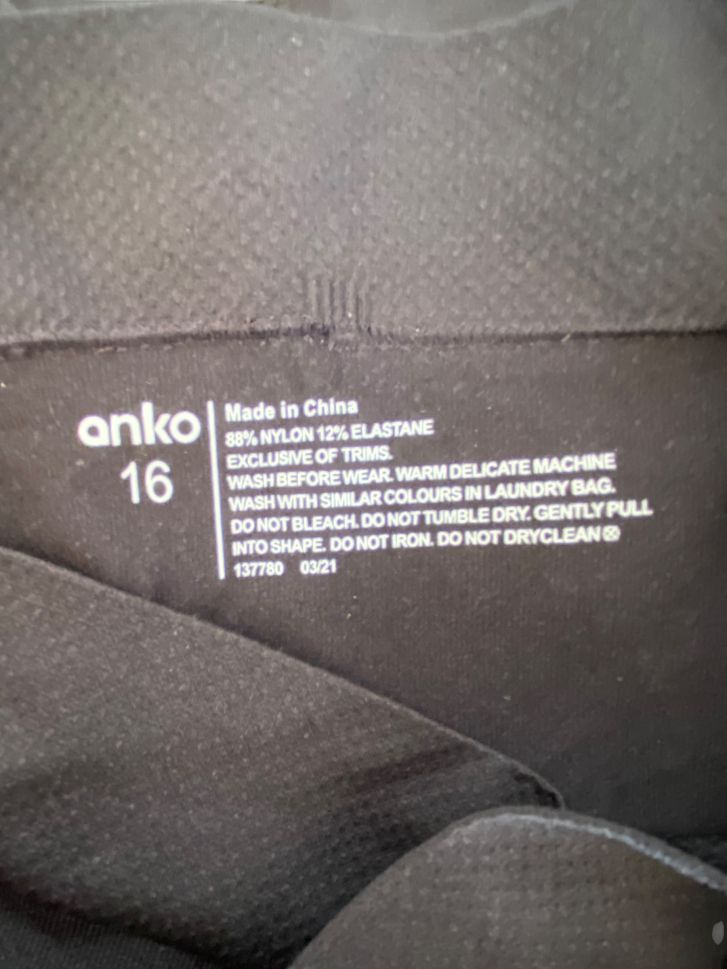 anko
16
Made in China
88% NYLON 12% ELASTANE
EXCLUSIVE OF TRIMS.
WASH BEFORE WEAR. WARM DELICATE MACHINE
WASH WITH SIMILAR COLOURS IN LAUNDRY BAG.
DO NOT BLEACH. DO NOT TUMBLE DRY. GENTLY PULL
INTO SHAPE. DO NOT IRON. DO NOT DRYCLEAN
137780 03/21